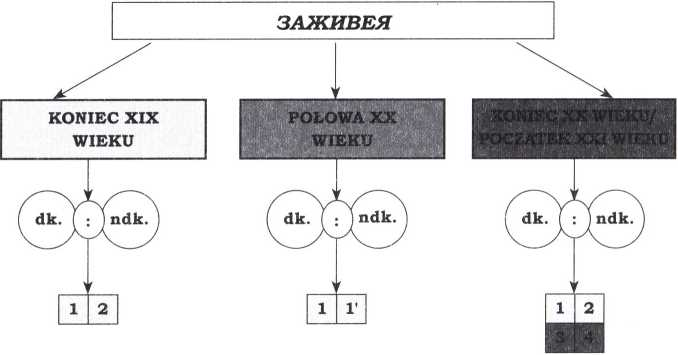 ЗАЖИВЕЯ
KONIEC XIX
WIEKU
POŁOWA XX
WIEKU
KONIEC XX WIEKU/
POCZĄTEK XXI WIEKU
dk. : ndk.
dk. : ndk.
dk. : ndk.
1 2
1 1'
1 2
3 4